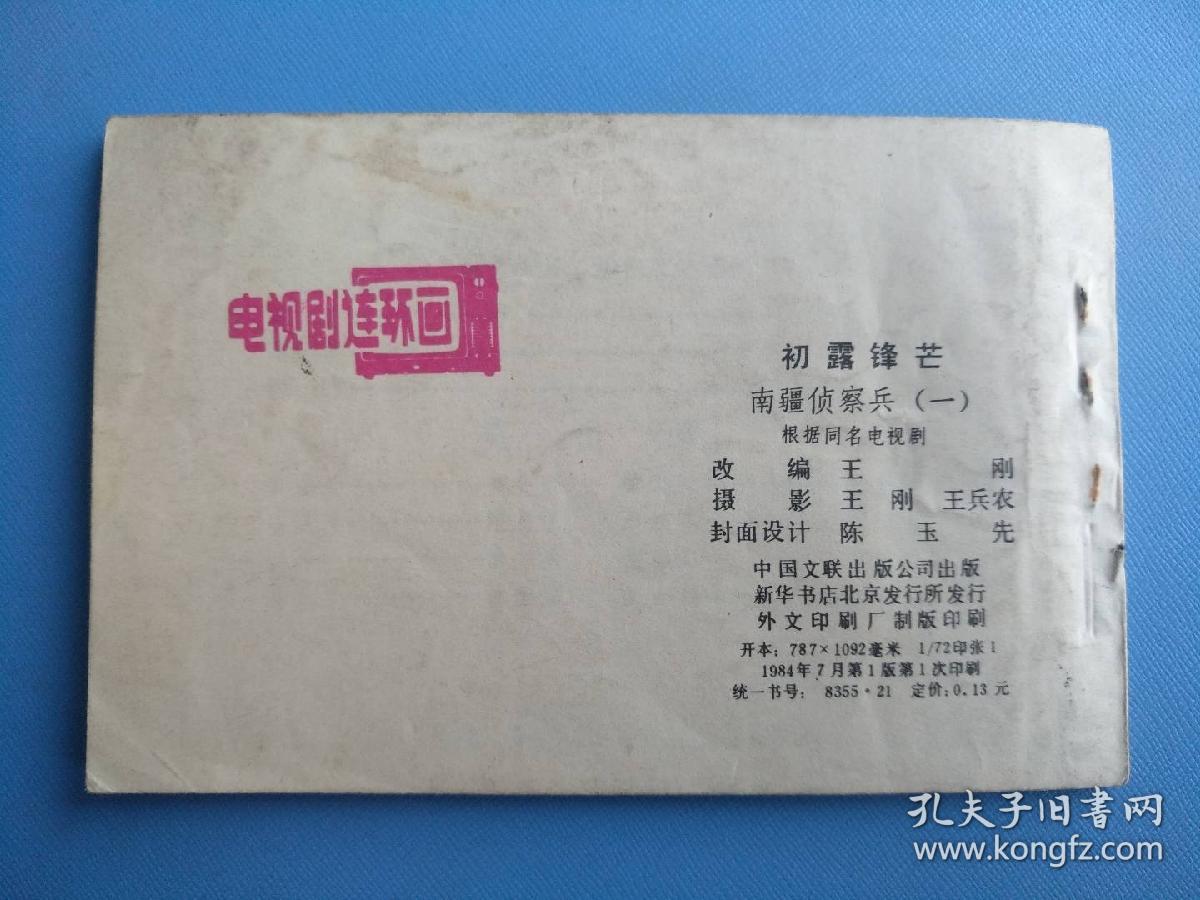 电视剧连环画
初露锋芒
南疆侦察兵（一）
根据同名电视剧
改编 王刚
摄影 王刚 王兵农
封面设计 陈玉先
中国文联出版公司出版
新华书店北京发行所发行
外文印刷厂制版印刷
开本：787×1092毫米 1/72印张1
1984年7月第1版第1次印刷
统一书号：8355·21 定价：0.13元
孔夫子旧书网
www.kongfz.com